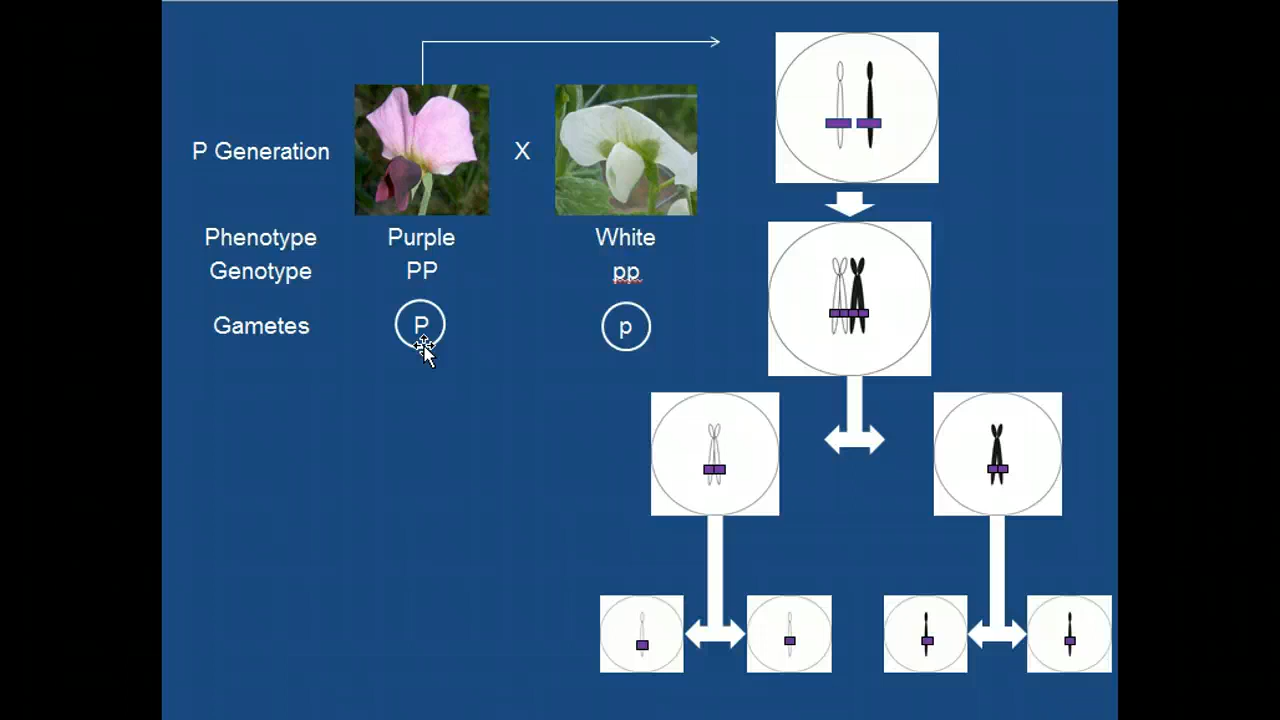 P Generation X
Phenotype Purple White
Genotype PP pp
Gametes P p